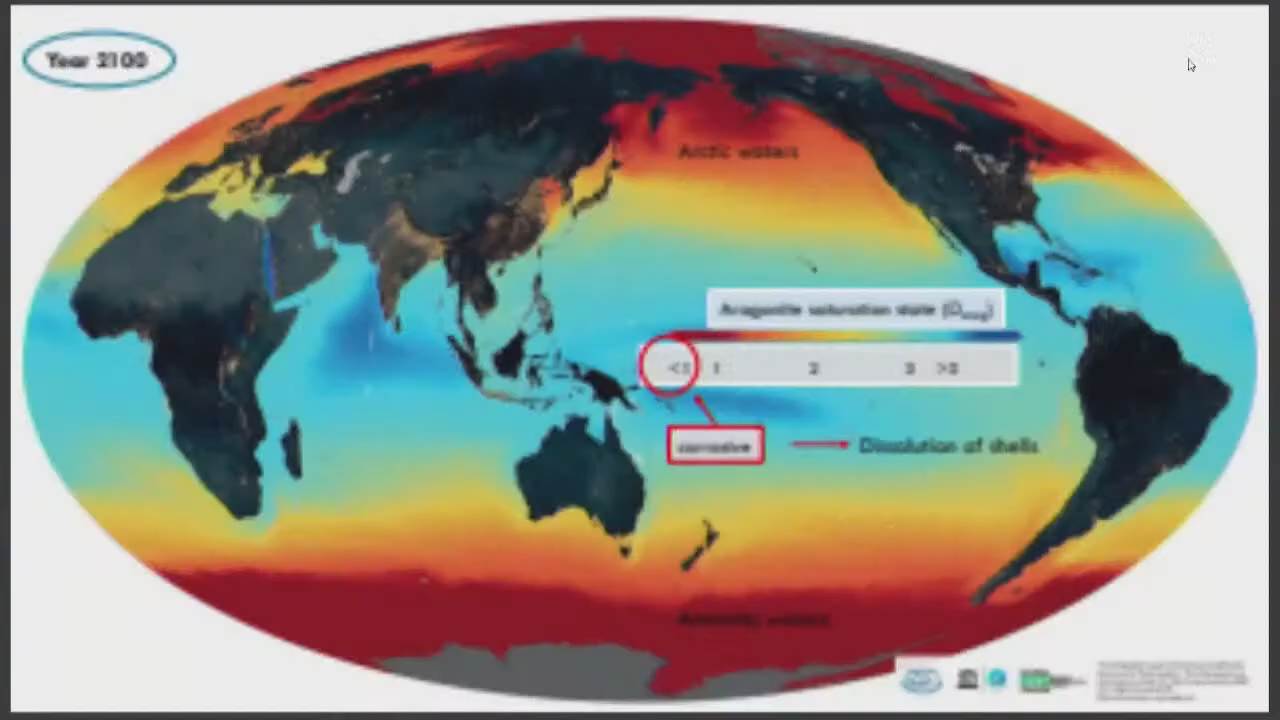 Year 2100
Arctic waters
Aragonite saturation state (Ωarag)
<1 1 2 3 >3
corrosive
Dissolution of shells
Antarctic waters